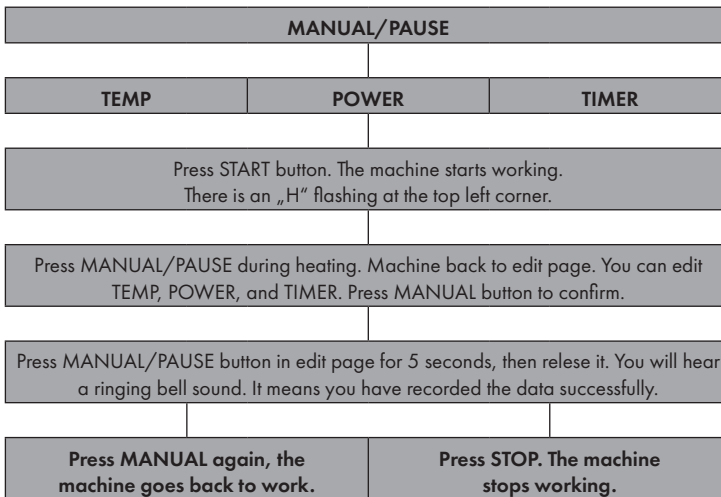 MANUAL/PAUSE
TEMP POWER TIMER
Press START button. The machine starts working.
There is an „H“ flashing at the top left corner.
Press MANUAL/PAUSE during heating. Machine back to edit page. You can edit
TEMP, POWER, and TIMER. Press MANUAL button to confirm.
Press MANUAL/PAUSE button in edit page for 5 seconds, then relese it. You will hear
a ringing bell sound. It means you have recorded the data successfully.
Press MANUAL again, the
machine goes back to work.
Press STOP. The machine
stops working.